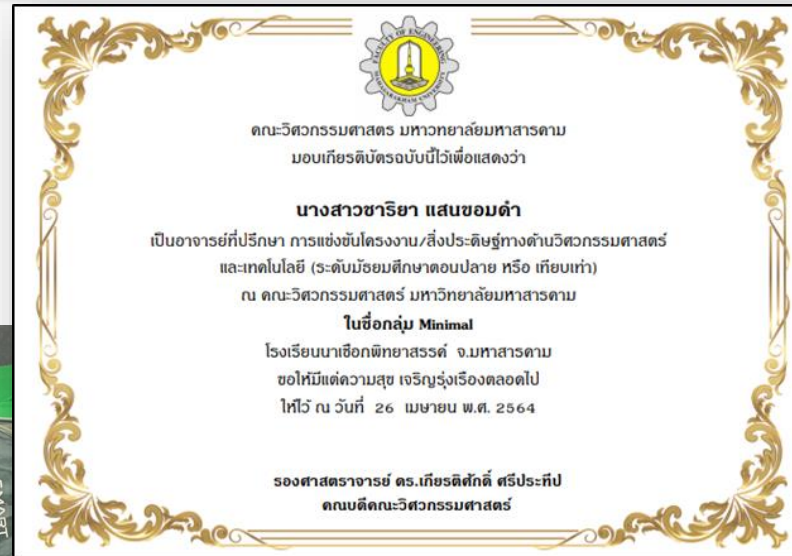 FACULTY OF ENGINEERING
MAHASARAKHAM UNIVERSITY
คณะวิศวกรรมศาสตร มหาวทยาลัยมหาสารคาม
มอบเกียรติบัตรฉบับนี้ไว้เพื่อแสดงว่า
นางสาวชาริยา แสนขอมดำ
เป็นอาจารย์ที่ปรึกษา การแข่งขันโครงงาน/สิ่งประดิษฐ์ทางด้านวิศวกรรมศาสตร์
และเทคโนโลยี (ระดับมัธยมศึกษาตอนปลาย หรือ เทียบเท่า)
ณ คณะวิศวกรรมศาสตร์ มหาวิทยาลัยมหาสารคาม
ในชื่อกลุ่ม Minimal
โรงเรียนนาเชือกพิทยาสรรค์ จ.มหาสารคาม
ขอให้มีแต่ความสุข เจริญรุ่งเรืองตลอดไป
ให้ไว้ ณ วันที่ 26 เมษายน พ.ศ. 2564
รองศาสตราจารย์ ดร.เกียรติศักดิ์ ศรีประทีป
คณบดีคณะวิศวกรรมศาสตร์
SMART